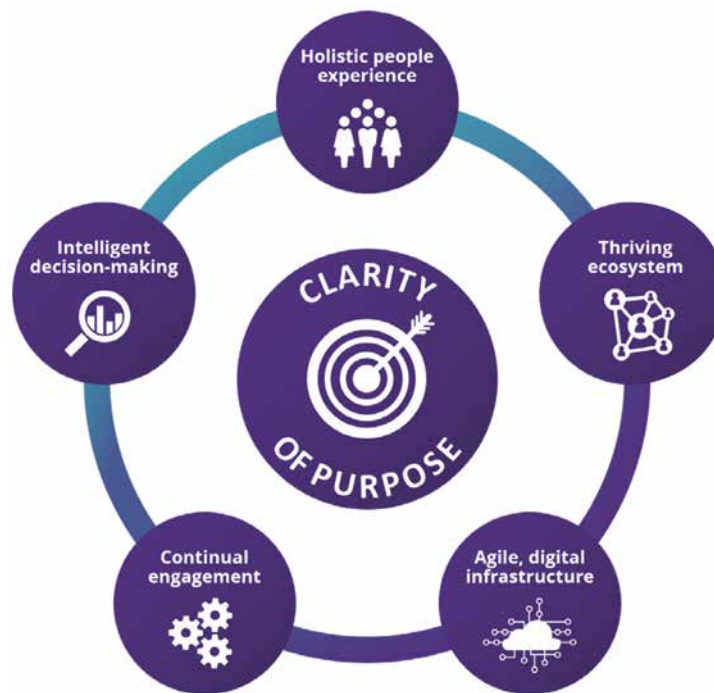 Holistic people
experience
Intelligent
decision-making
Thriving
ecosystem
CLARITY
OF PURPOSE
Continual
engagement
Agile, digital
infrastructure